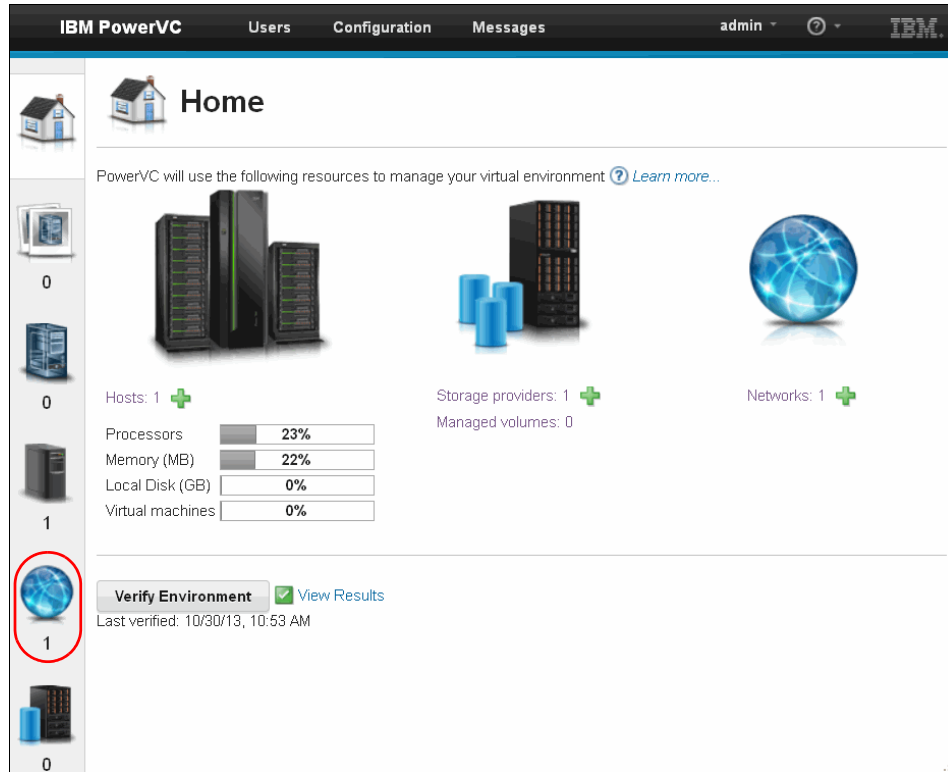 IBM PowerVC Users Configuration Messages admin ? IBM.
Home
PowerVC will use the following resources to manage your virtual environment ? Learn more...
0
0
1
1
0
Hosts: 1
Processors 23%
Memory (MB) 22%
Local Disk (GB) 0%
Virtual machines 0%
Storage providers: 1
Managed volumes: 0
Networks: 1
Verify Environment View Results
Last verified: 10/30/13, 10:53 AM